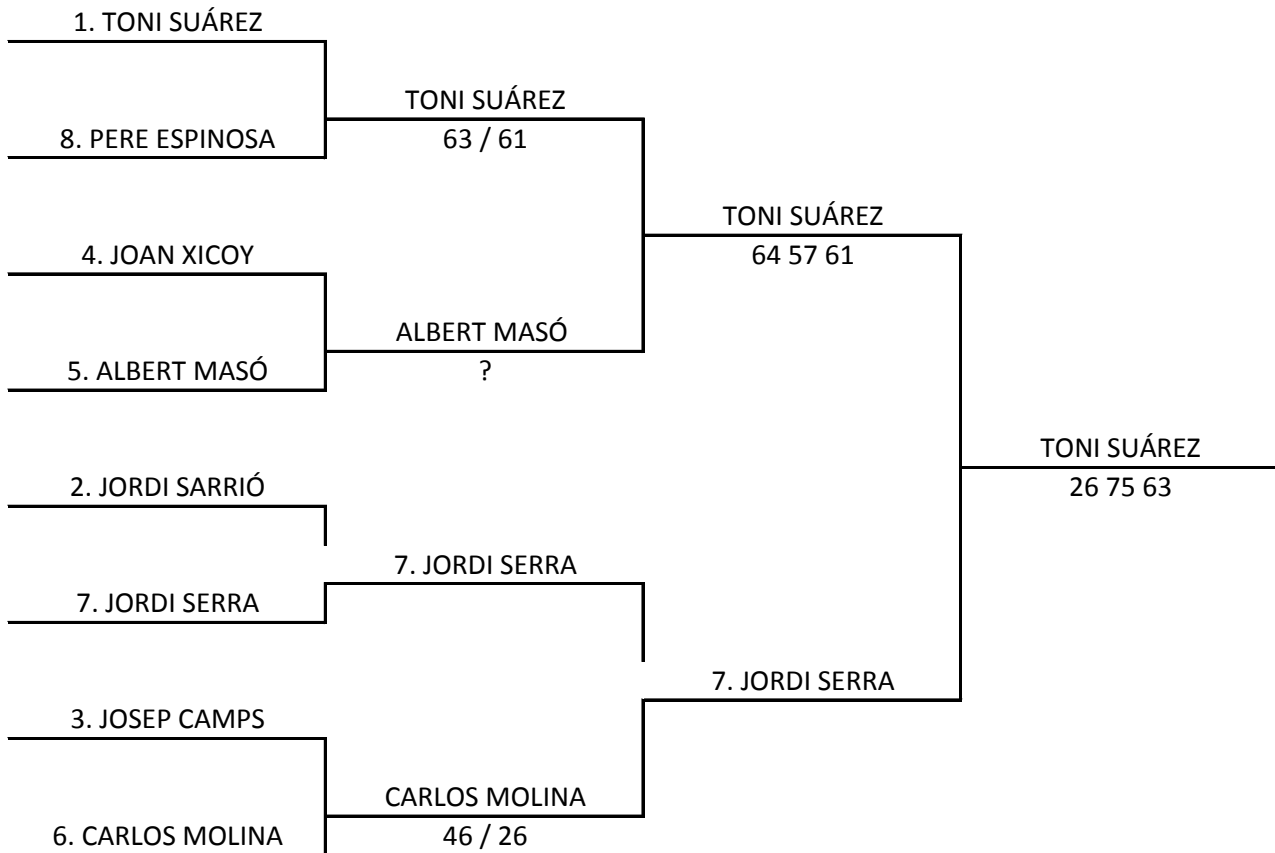 1. TONI SUÁREZ
TONI SUÁREZ
8. PERE ESPINOSA
63 / 61
TONI SUÁREZ
4. JOAN XICOY
64 57 61
ALBERT MASÓ
5. ALBERT MASÓ
?
TONI SUÁREZ
2. JORDI SARRIÓ
26 75 63
7. JORDI SERRA
7. JORDI SERRA
7. JORDI SERRA
3. JOSEP CAMPS
CARLOS MOLINA
6. CARLOS MOLINA
46 / 26